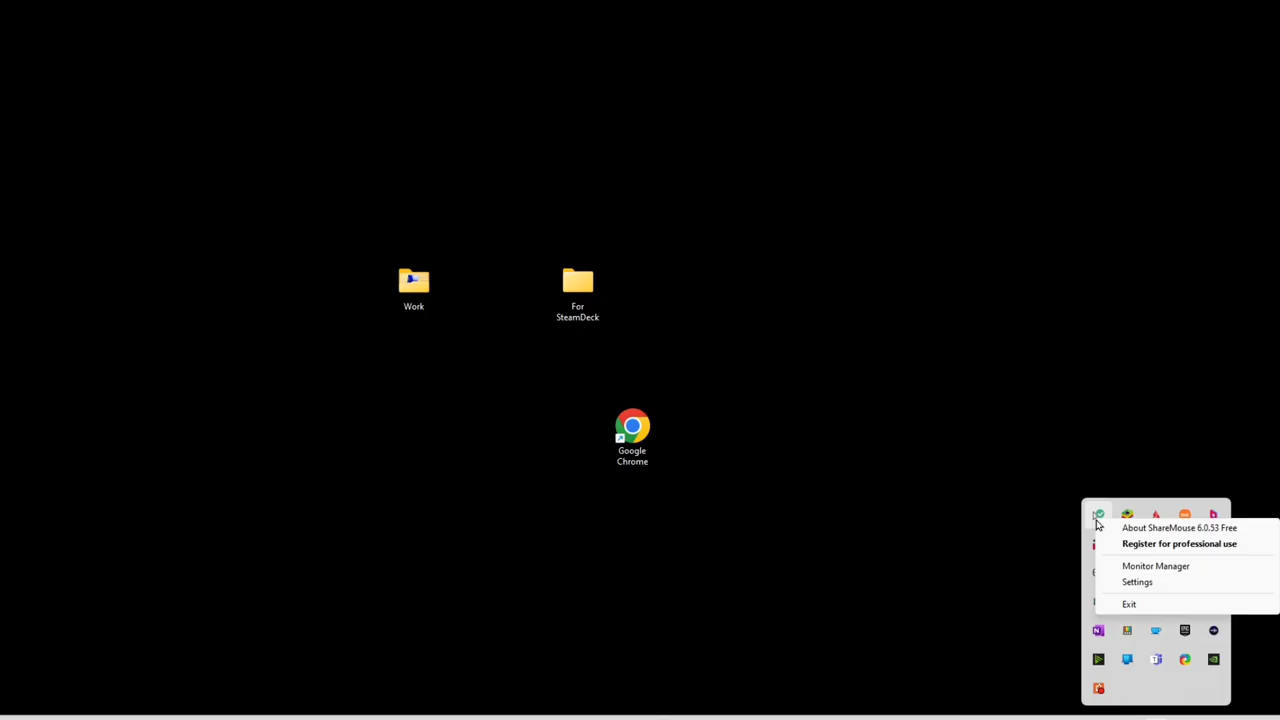 Work
For
SteamDeck
Google
Chrome
About ShareMouse 6.0.53 Free
Register for professional use
Monitor Manager
Settings
Exit